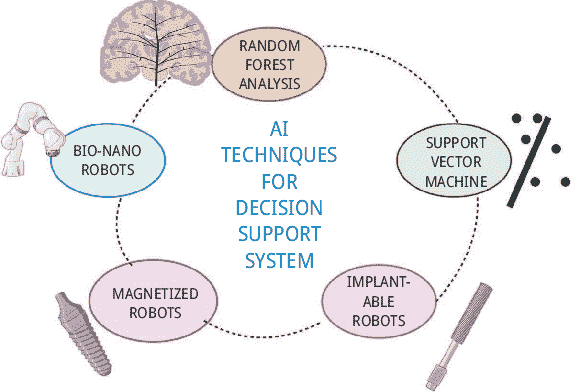 RANDOM
FOREST
ANALYSIS
SUPPORT
VECTOR
MACHINE
IMPLANT-
ABLE
ROBOTS
MAGNETIZED
ROBOTS
BIO-NANO
ROBOTS
AI
TECHNIQUES
FOR
DECISION
SUPPORT
SYSTEM